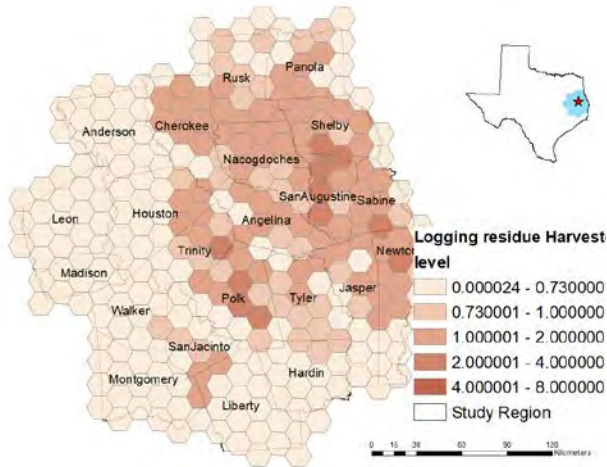 Rusk
Panola
Anderson
Cherokee
Shelby
Nacogdoches
SanAugustine
Sabine
Leon
Houston
Angelina
Trinity
Newton
Madison
Polk
Tyler
Jasper
Walker
SanJacinto
Montgomery
Hardin
Liberty
Logging residue Harvest
level
0.000024 - 0.730000
0.730001 - 1.000000
1.000001 - 2.000000
2.000001 - 4.000000
4.000001 - 8.000000
Study Region
0 15 30 60 90 120
Kilometers